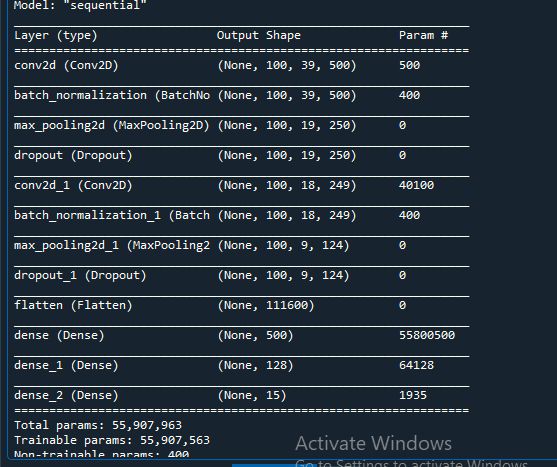 Model: "sequential"
Layer (type) Output Shape Param #
conv2d (Conv2D) (None, 100, 39, 500) 500
batch_normalization (BatchNo (None, 100, 39, 500) 400
max_pooling2d (MaxPooling2D) (None, 100, 19, 250) 0
dropout (Dropout) (None, 100, 19, 250) 0
conv2d_1 (Conv2D) (None, 100, 18, 249) 40100
batch_normalization_1 (Batch (None, 100, 18, 249) 400
max_pooling2d_1 (MaxPooling2 (None, 100, 9, 124) 0
dropout_1 (Dropout) (None, 100, 9, 124) 0
flatten (Flatten) (None, 111600) 0
dense (Dense) (None, 500) 55800500
dense_1 (Dense) (None, 128) 64128
dense_2 (Dense) (None, 15) 1935
Total params: 55,907,963
Trainable params: 55,907,563
Non-trainable params: 400
Activate Windows
Go to Settings to activate Windows